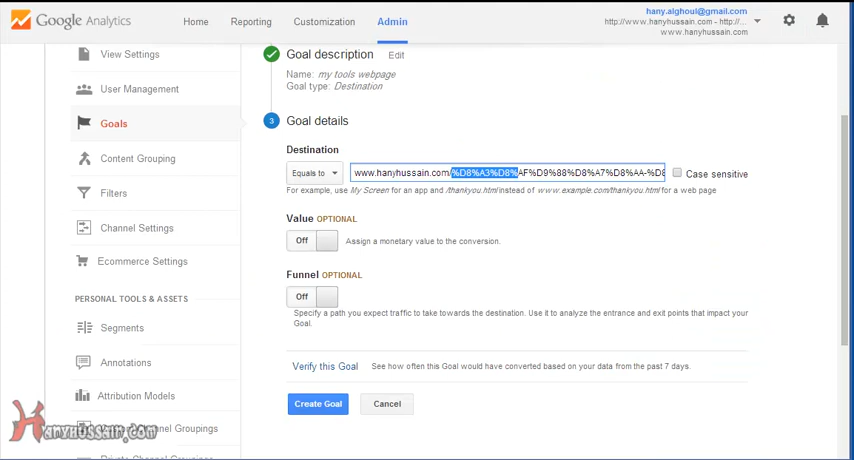 Google Analytics
Home
Reporting
Customization
Admin
hany.alghoul@gmail.com
http://www.hanyhussain.com - http://...
www.hanyhussain.com
View Settings
User Management
Goals
Content Grouping
Filters
Channel Settings
Ecommerce Settings
PERSONAL TOOLS & ASSETS
Segments
Annotations
Attribution Models
Channel Groupings
Private Channel Groupings
Goal description Edit
Name: my tools webpage
Goal type: Destination
3 Goal details
Destination
Equals to
www.hanyhussain.com/%D8%A3%D8%AF%D9%88%D8%A7%D8%AA-%D8
Case sensitive
For example, use My Screen for an app and /thankyou.html instead of www.example.com/thankyou.html for a web page
Value OPTIONAL
Off
Assign a monetary value to the conversion.
Funnel OPTIONAL
Off
Specify a path you expect traffic to take towards the destination. Use it to analyze the entrance and exit points that impact your
Goal.
Verify this Goal See how often this Goal would have converted based on your data from the past 7 days.
Create Goal
Cancel
Hanyhussain.com